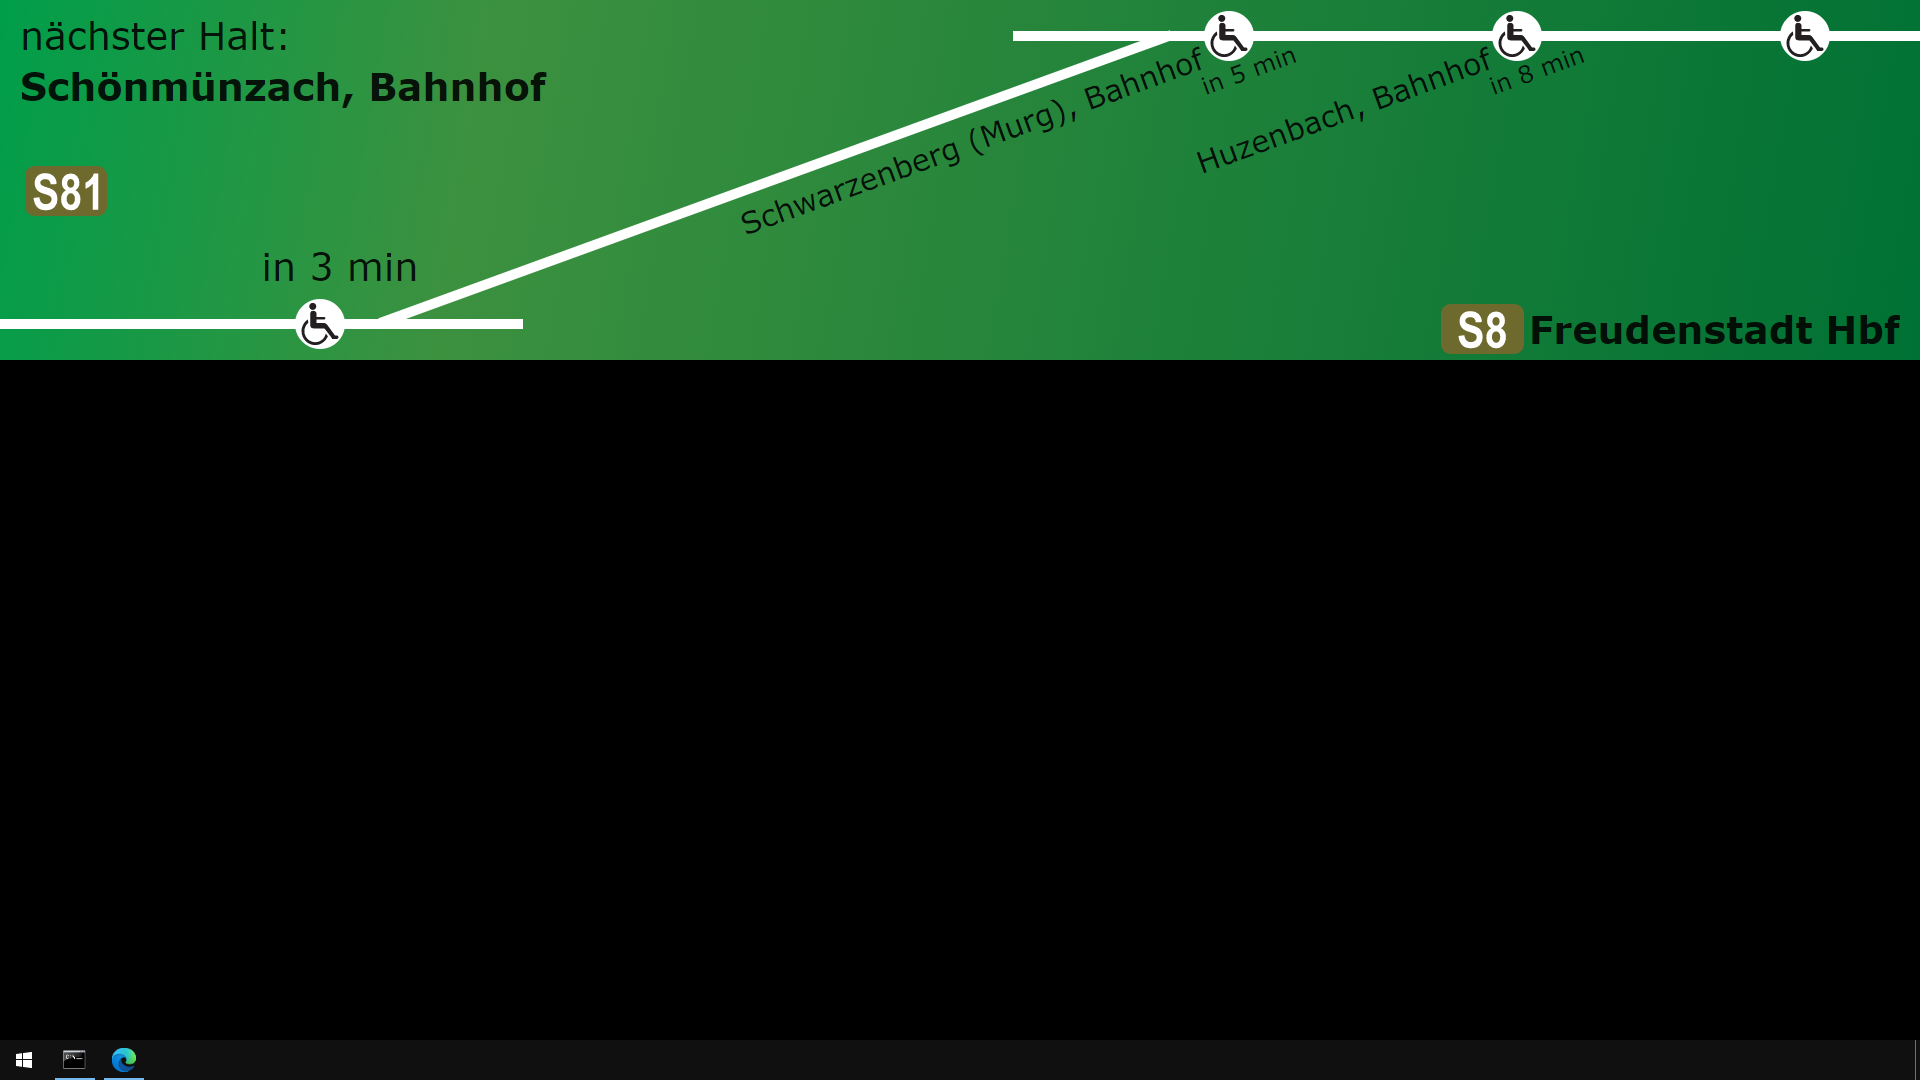 nächster Halt:
Schönmünzach, Bahnhof
S81
in 3 min
Schwarzenberg (Murg), Bahnhof
in 5 min
Huzenbach, Bahnhof
in 8 min
S8 Freudenstadt Hbf